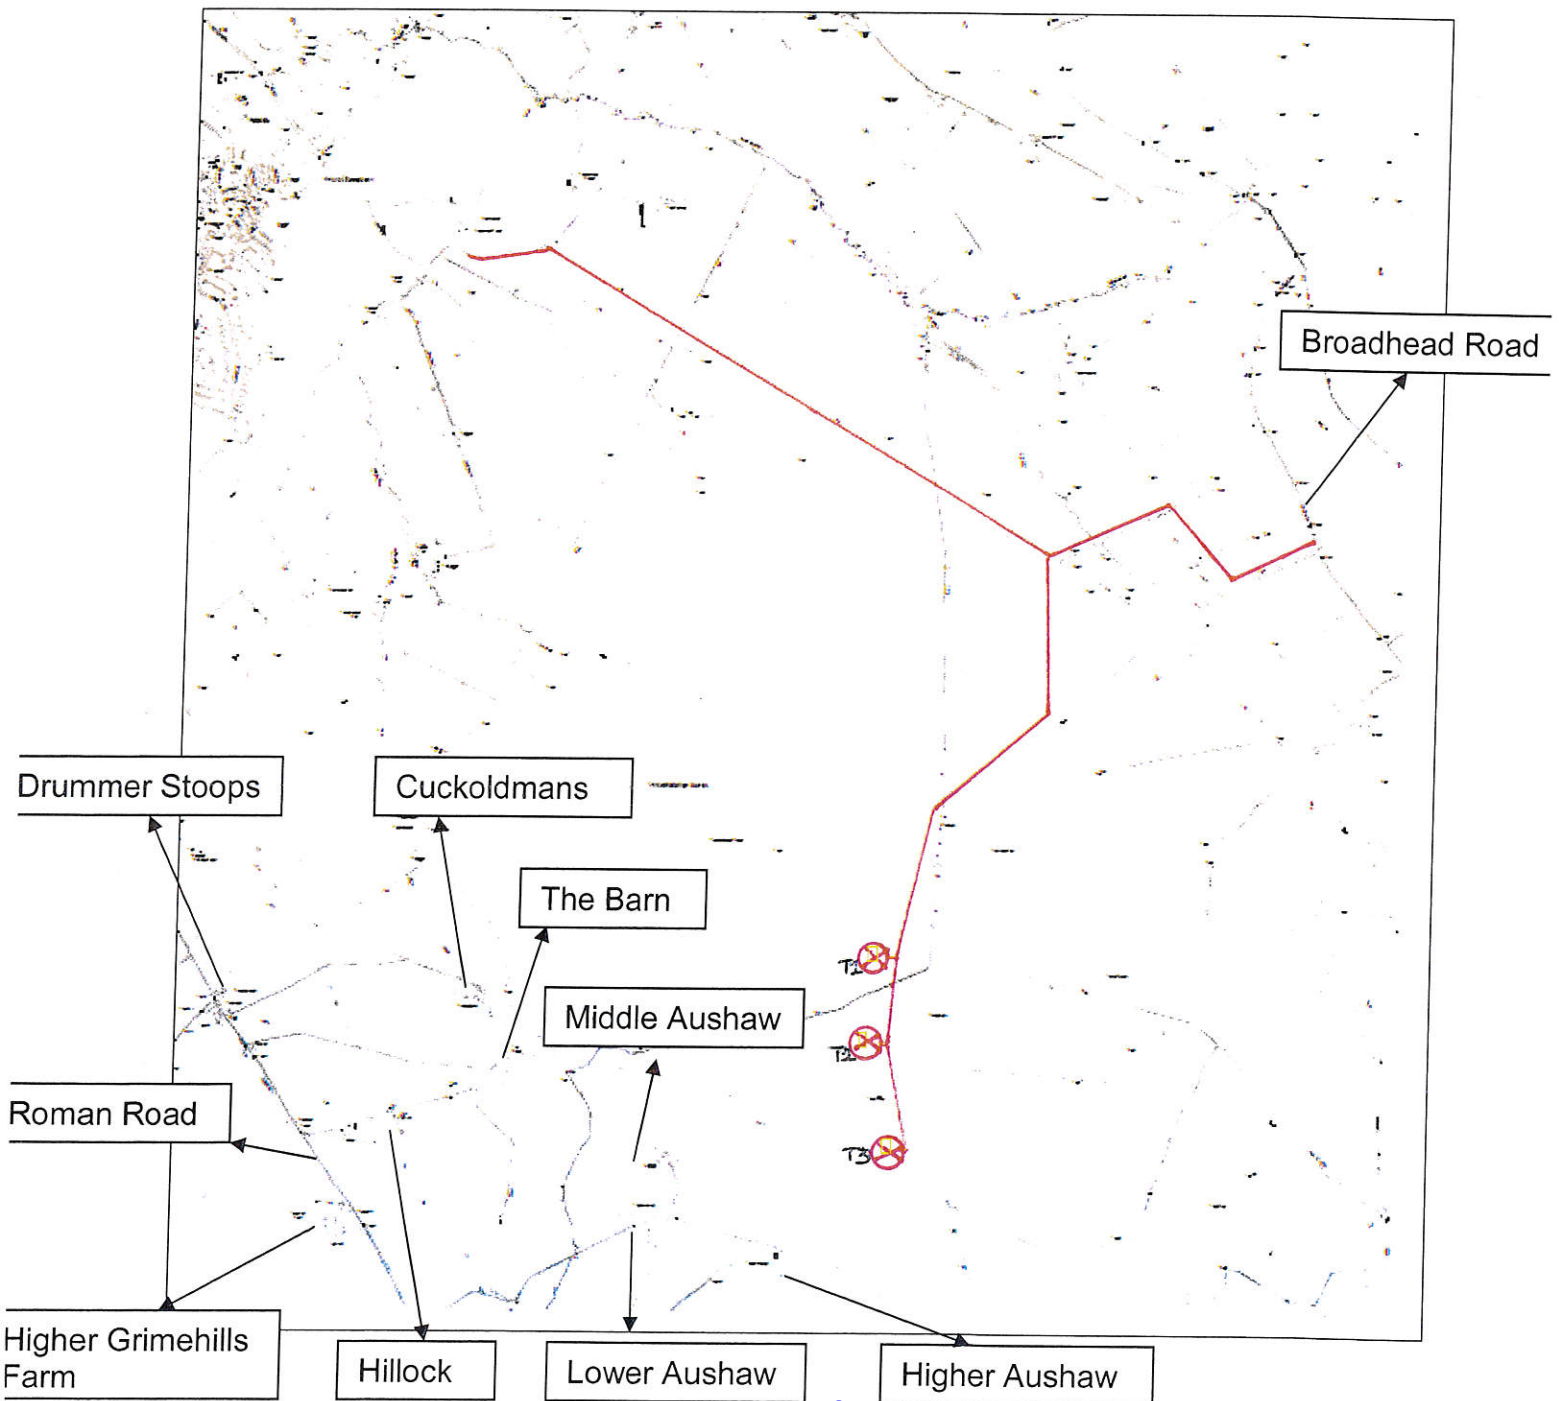 Broadhead Road
Drummer Stoops
Cuckoldmans
The Barn
T1
Middle Aushaw
T2
Roman Road
T3
Higher Grimehills
Farm
Hillock
Lower Aushaw
Higher Aushaw